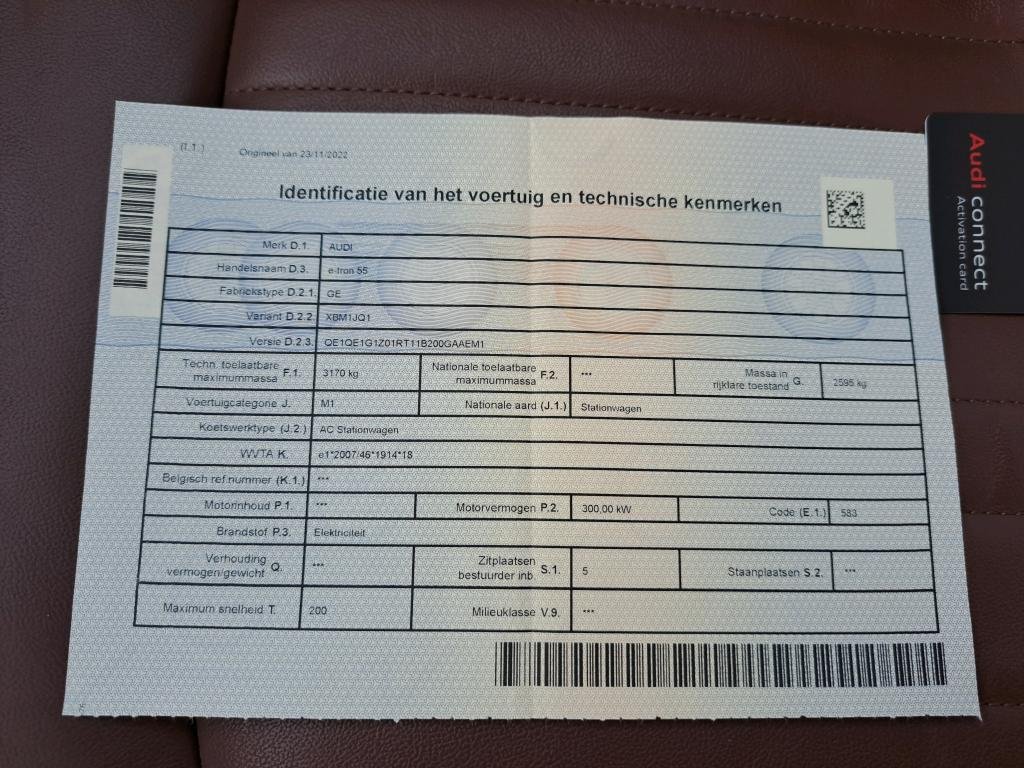 (I.1.) Origineel van 23/11/2022
Identificatie van het voertuig en technische kenmerken
Merk D.1. AUDI
Handelsnaam D.3. e-tron 55
Fabriekstype D.2.1. GE
Variant D.2.2. XBM1JQ1
Versie D.2.3. QE1QE1G1Z01RT11B200GAAEM1
Techn. toelaatbare maximummassa F.1. 3170 kg Nationale toelaatbare maximummassa F.2. *** Massa in rijklare toestand G. 2595 kg
Voertuigcategorie J. M1 Nationale aard (J.1.) Stationwagen
Koetswerktype (J.2.) AC Stationwagen
WVTA K. e1*2007/46*1914*18
Belgisch ref.nummer (K.1.) ***
Motorinhoud P.1. *** Motorvermogen P.2. 300,00 kW Code (E.1.) 583
Brandstof P.3. Elektriciteit
Verhouding vermogen/gewicht Q. *** Zitplaatsen bestuurder inb. S.1. 5 Staanplaatsen S.2. ***
Maximum snelheid T. 200 Milieuklasse V.9. ***
Audi connect
Activation card